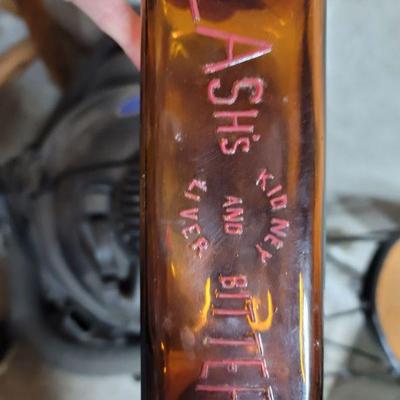 LASH'S
KIDNEY
AND
LIVER
BITTER